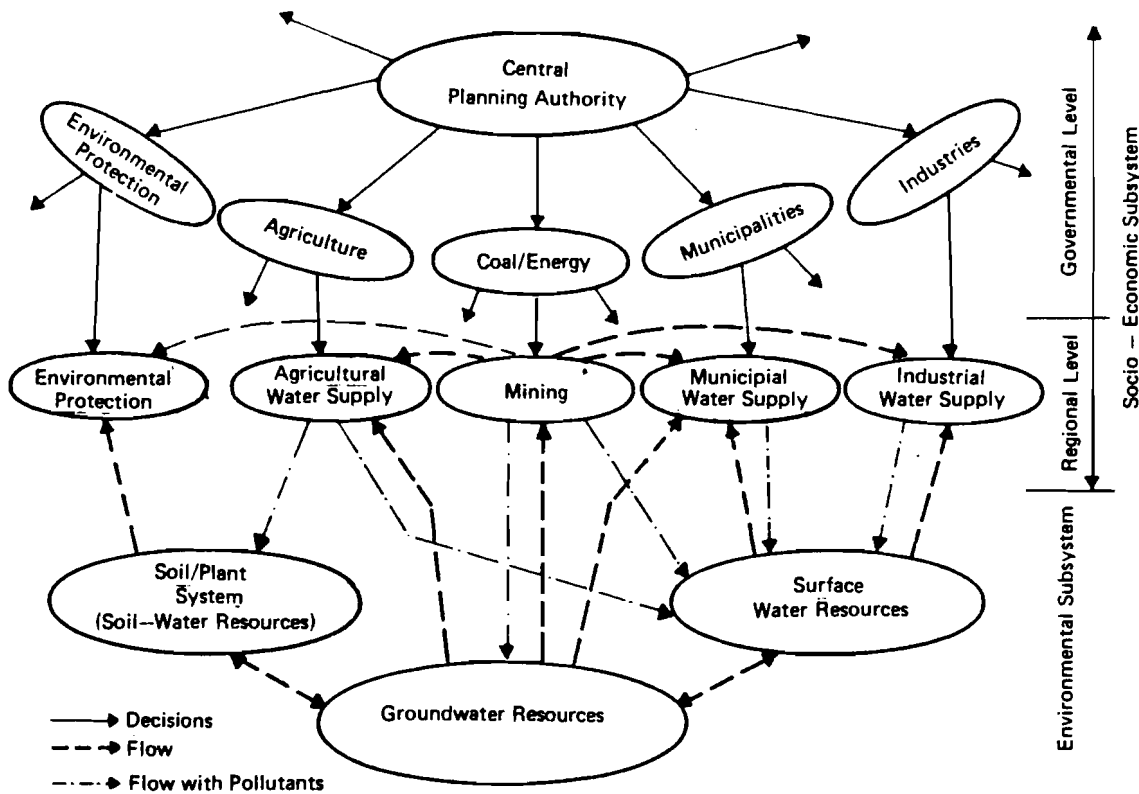 Central
Planning Authority
Environmental
Protection
Industries
Agriculture
Municipalities
Coal/Energy
Environmental
Protection
Agricultural
Water Supply
Mining
Municipial
Water Supply
Industrial
Water Supply
Soil/Plant
System
(Soil–Water Resources)
Surface
Water Resources
Groundwater Resources
Decisions
Flow
Flow with Pollutants
Governmental Level
Regional Level
Socio – Economic Subsystem
Environmental Subsystem